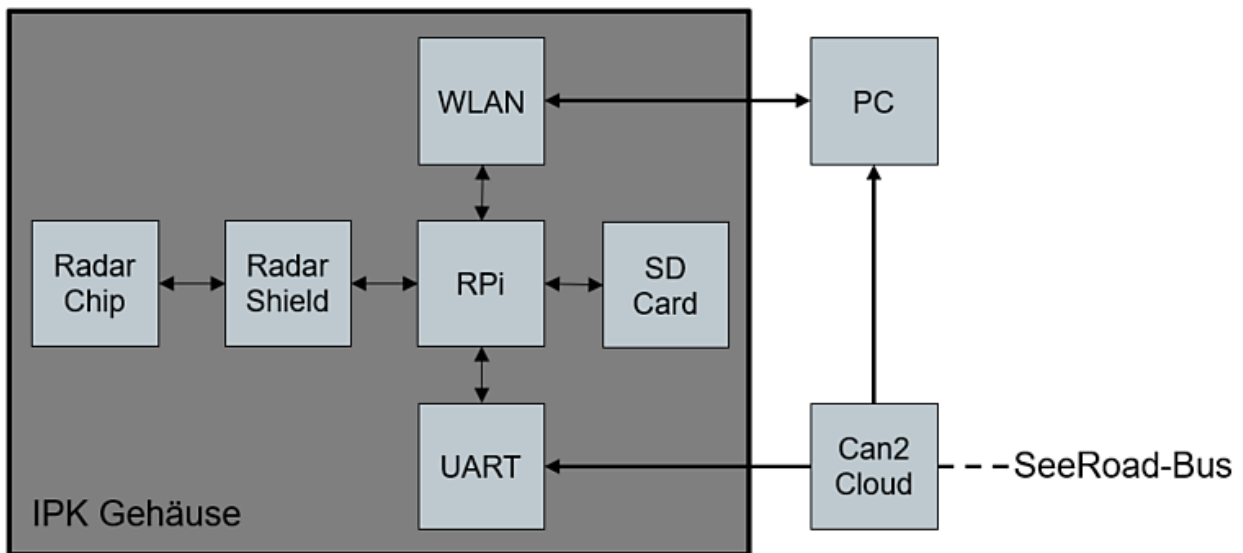 WLAN
PC
Radar
Chip
Radar
Shield
RPi
SD
Card
UART
Can2
Cloud
SeeRoad-Bus
IPK Gehäuse